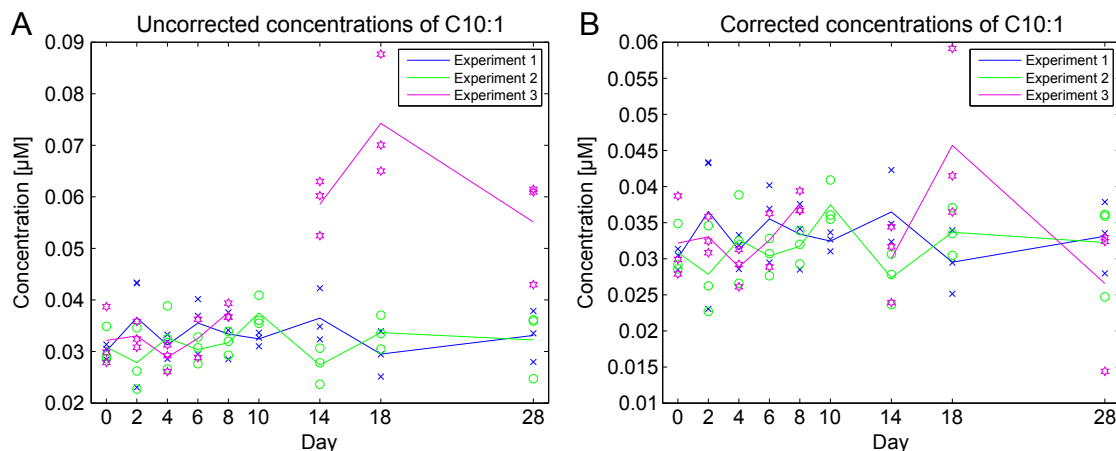 A
Uncorrected concentrations of C10:1
0.09
0.08
0.07
0.06
0.05
0.04
0.03
0.02
Concentration [µM]
Experiment 1
Experiment 2
Experiment 3
0 2 4 6 8 10 14 18 28
Day
B
Corrected concentrations of C10:1
0.06
0.055
0.05
0.045
0.04
0.035
0.03
0.025
0.02
0.015
0.01
Concentration [µM]
Experiment 1
Experiment 2
Experiment 3
0 2 4 6 8 10 14 18 28
Day